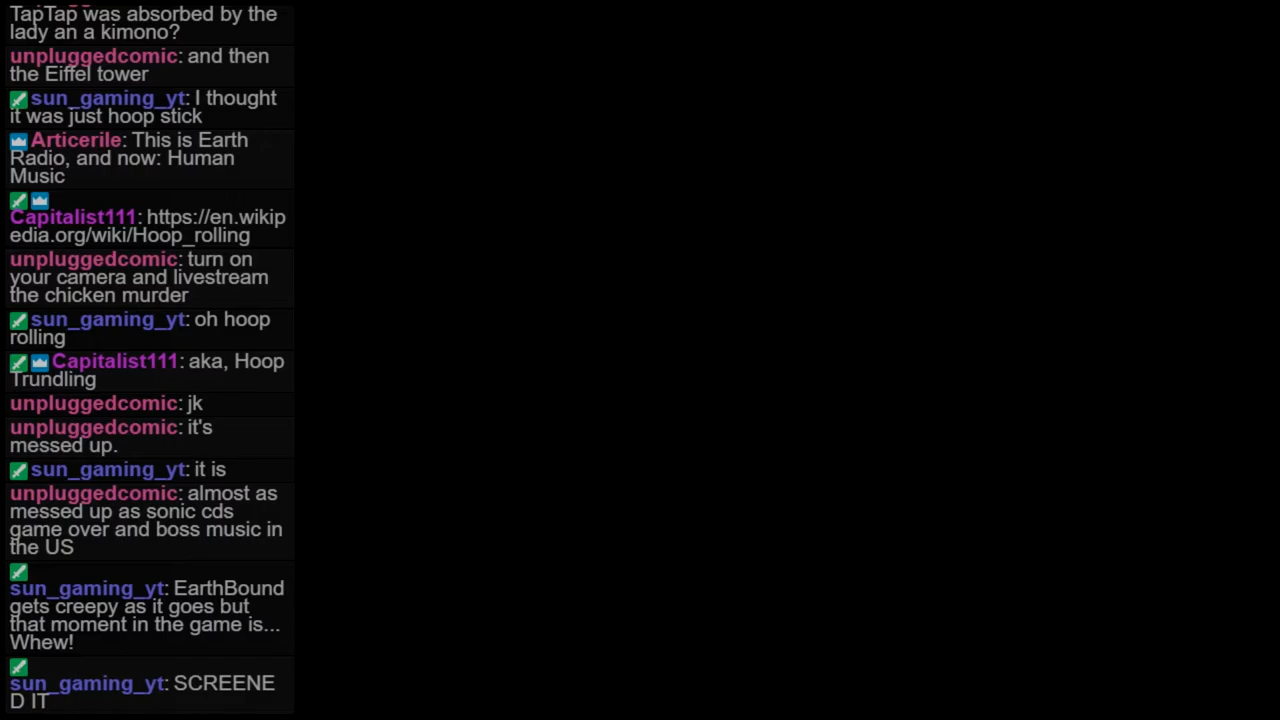 TapTap was absorbed by the
lady an a kimono?
unpluggedcomic: and then
the Eiffel tower
sun_gaming_yt: I thought
it was just hoop stick
Articerile: This is Earth
Radio, and now: Human
Music
Capitalist111: https://en.wikip
edia.org/wiki/Hoop_rolling
unpluggedcomic: turn on
your camera and livestream
the chicken murder
sun_gaming_yt: oh hoop
rolling
Capitalist111: aka, Hoop
Trundling
unpluggedcomic: jk
unpluggedcomic: it's
messed up.
sun_gaming_yt: it is
unpluggedcomic: almost as
messed up as sonic cds
game over and boss music in
the US
sun_gaming_yt: EarthBound
gets creepy as it goes but
that moment in the game is...
Whew!
sun_gaming_yt: SCREENE
D IT